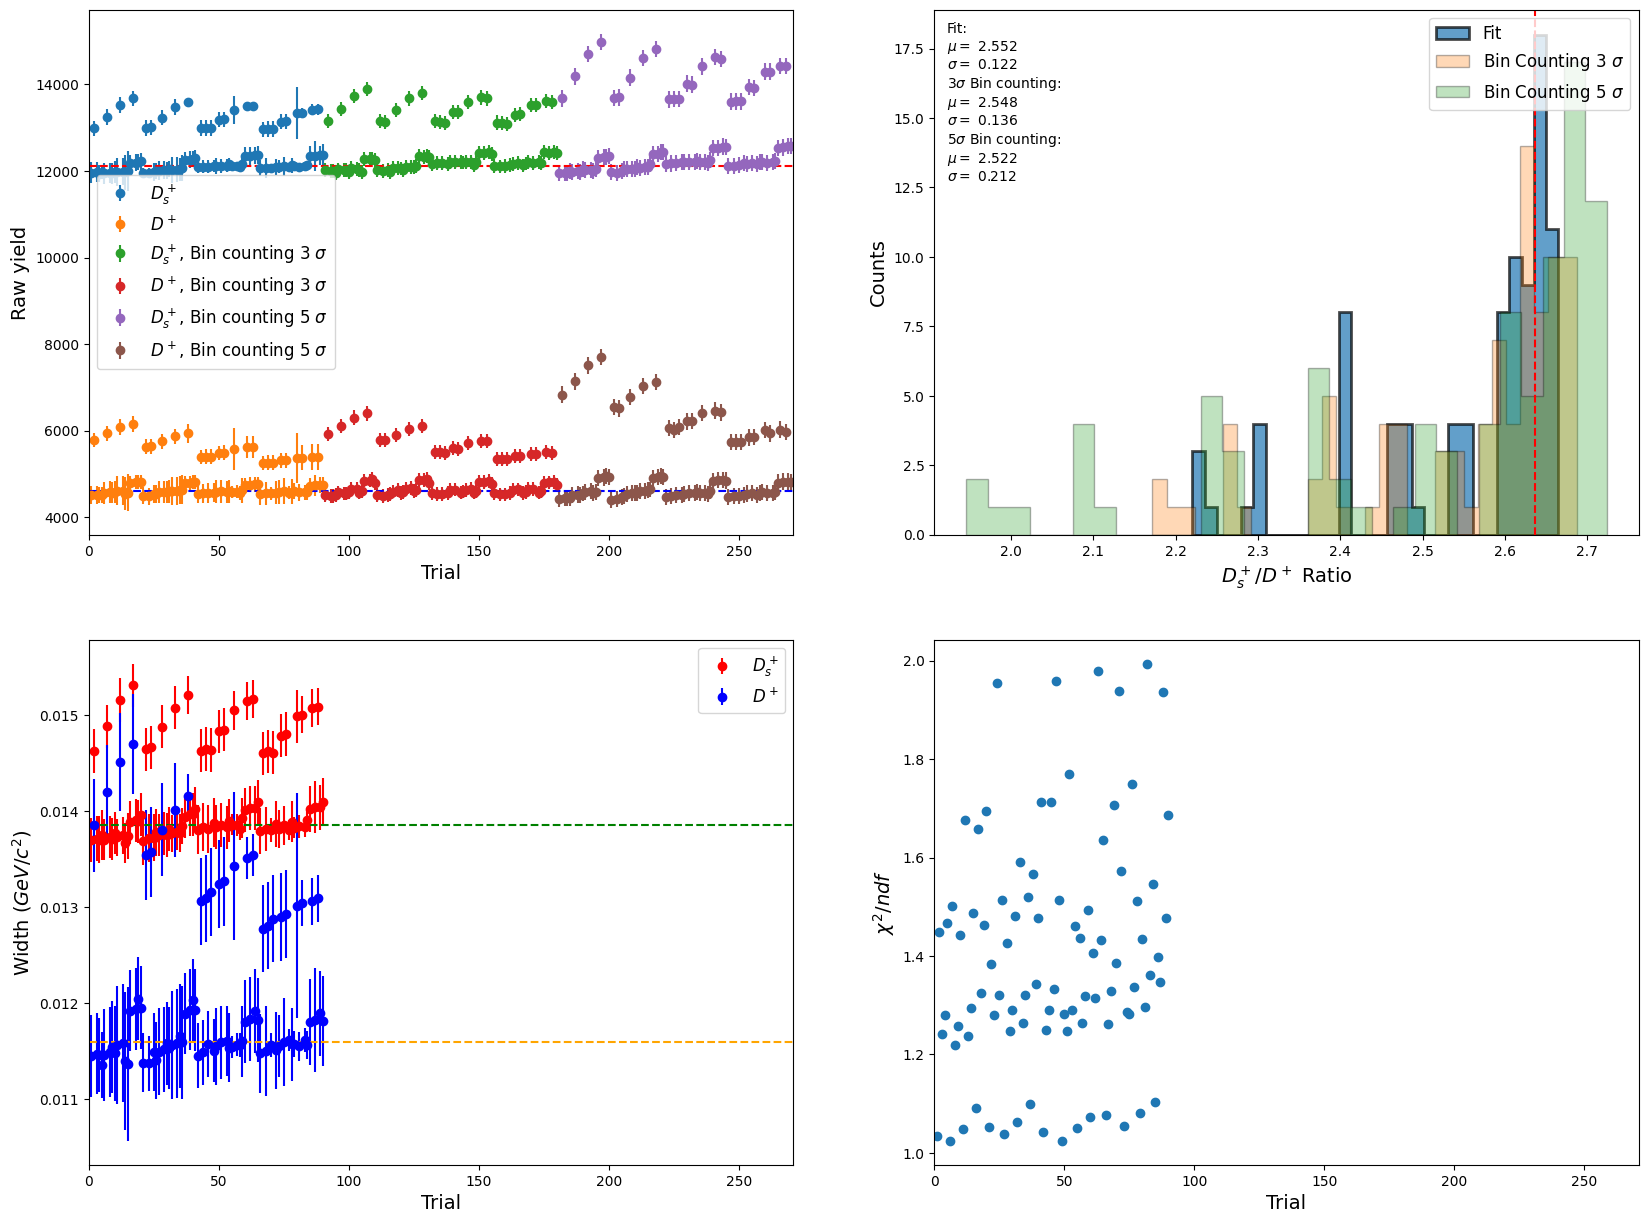 14000
12000
10000
8000
6000
4000
Raw yield
0
50
100
150
200
250
Trial
$D_s^+$
$D^+$
$D_s^+$, Bin counting 3 σ
$D^+$, Bin counting 3 σ
$D_s^+$, Bin counting 5 σ
$D^+$, Bin counting 5 σ
17.5
15.0
12.5
10.0
7.5
5.0
2.5
0.0
Counts
Fit:
μ = 2.552
σ = 0.122
3σ Bin counting:
μ = 2.548
σ = 0.136
5σ Bin counting:
μ = 2.522
σ = 0.212
Fit
Bin Counting 3 σ
Bin Counting 5 σ
2.0
2.1
2.2
2.3
2.4
2.5
2.6
2.7
$D_s^+/D^+$ Ratio
0.015
0.014
0.013
0.012
0.011
Width ($GeV/c^2$)
$D_s^+$
$D^+$
0
50
100
150
200
250
Trial
2.0
1.8
1.6
1.4
1.2
1.0
$\chi^2/ndf$
0
50
100
150
200
250
Trial